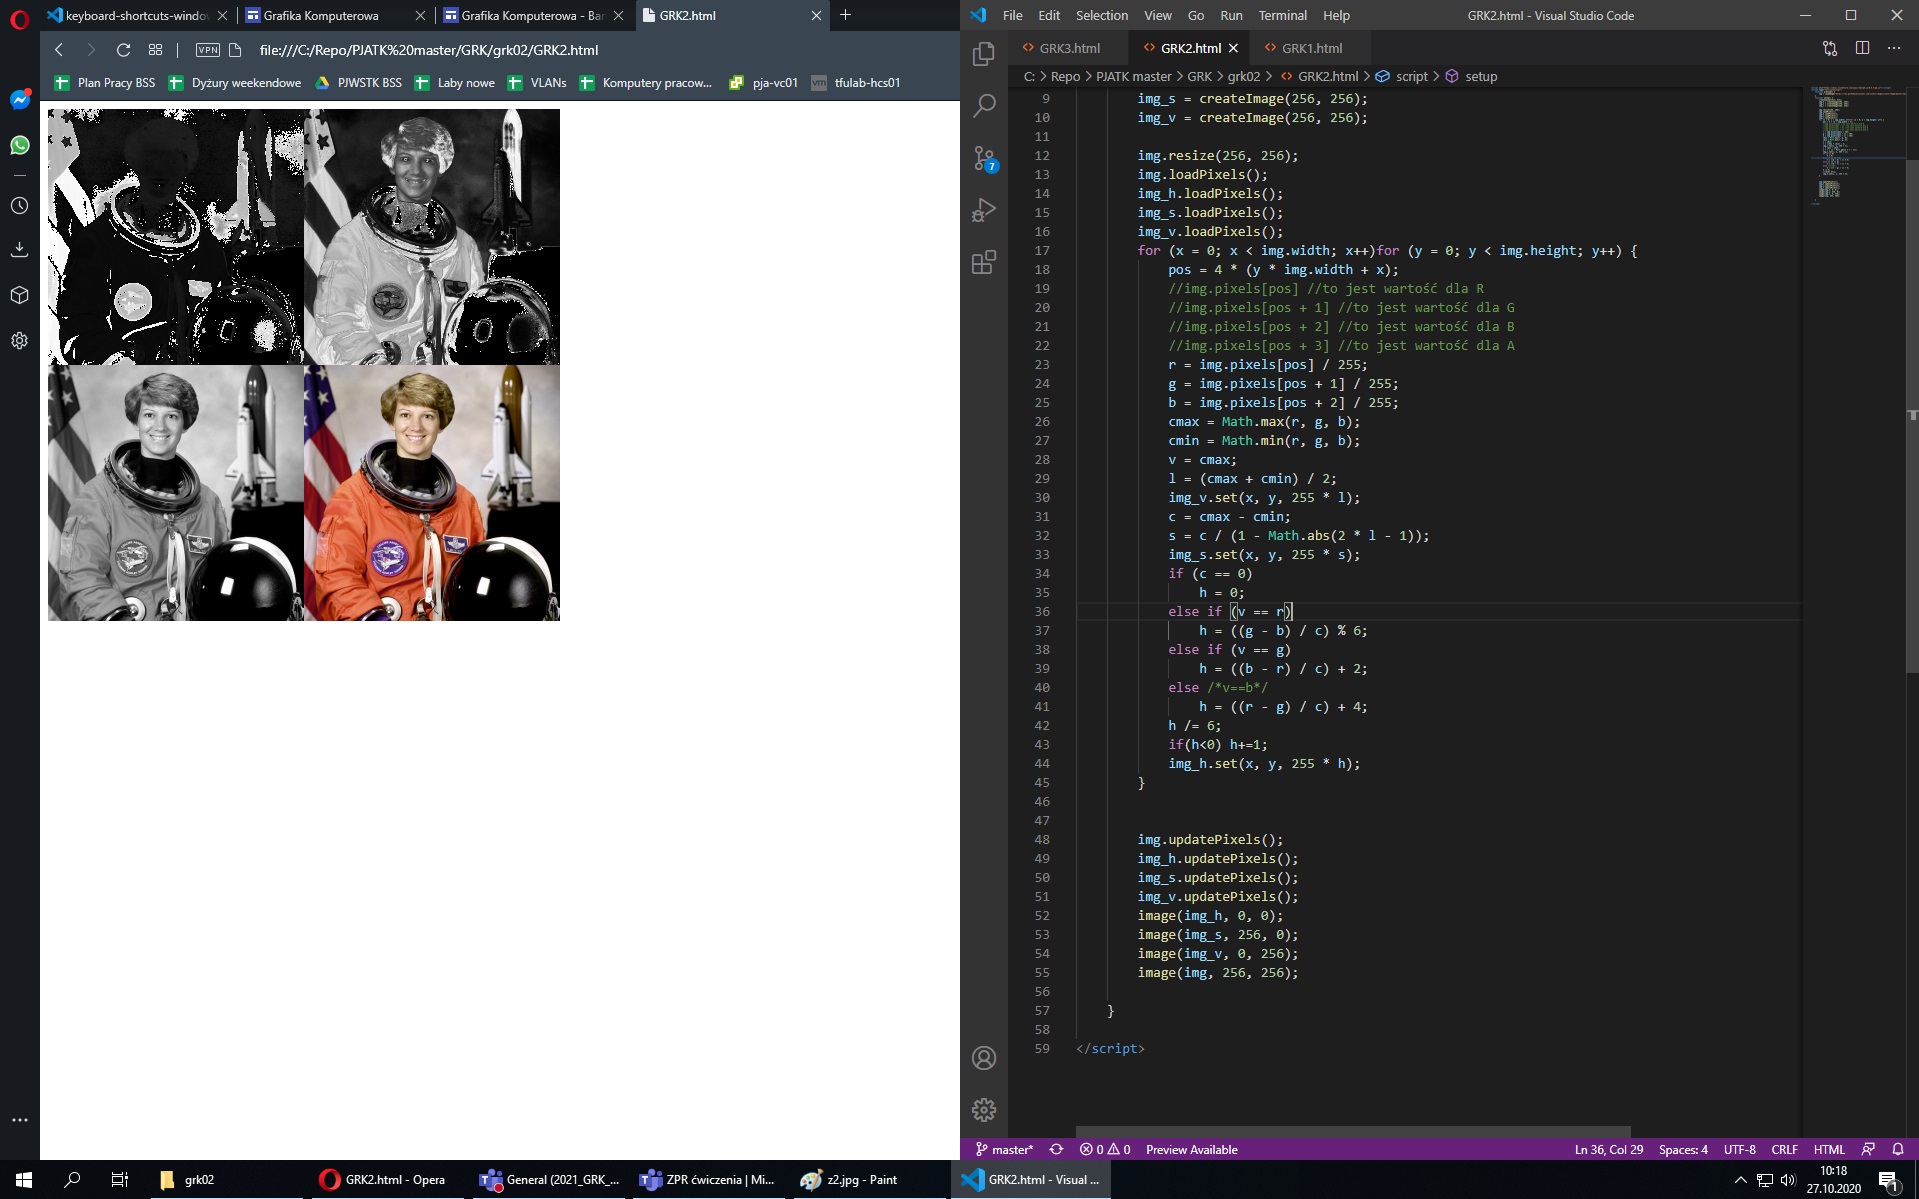 keyboard-shortcuts-windo
Grafika Komputerowa
Grafika Komputerowa - Ba
GRK2.html
VPN
file:///C:/Repo/PJATK%20master/GRK/grk02/GRK2.html
Plan Pracy BSS
Dyżury weekendowe
PJWSTK BSS
Laby nowe
VLANs
Komputery pracow...
pja-vc01
vm
tfulab-hcs01
File Edit Selection View Go Run Terminal Help
GRK2.html - Visual Studio Code
GRK3.html
GRK2.html
GRK1.html
C: > Repo > PJATK master > GRK > grk02 > GRK2.html > script > setup
7
9 img_s = createImage(256, 256);
10 img_v = createImage(256, 256);
11
12 img.resize(256, 256);
13 img.loadPixels();
14 img_h.loadPixels();
15 img_s.loadPixels();
16 img_v.loadPixels();
17 for (x = 0; x < img.width; x++)for (y = 0; y < img.height; y++) {
18 pos = 4 * (y * img.width + x);
19 //img.pixels[pos] //to jest wartość dla R
20 //img.pixels[pos + 1] //to jest wartość dla G
21 //img.pixels[pos + 2] //to jest wartość dla B
22 //img.pixels[pos + 3] //to jest wartość dla A
23 r = img.pixels[pos] / 255;
24 g = img.pixels[pos + 1] / 255;
25 b = img.pixels[pos + 2] / 255;
26 cmax = Math.max(r, g, b);
27 cmin = Math.min(r, g, b);
28 v = cmax;
29 l = (cmax + cmin) / 2;
30 img_v.set(x, y, 255 * l);
31 c = cmax - cmin;
32 s = c / (1 - Math.abs(2 * l - 1));
33 img_s.set(x, y, 255 * s);
34 if (c == 0)
35 h = 0;
36 else if (v == r)
37 h = ((g - b) / c) % 6;
38 else if (v == g)
39 h = ((b - r) / c) + 2;
40 else /*v==b*/
41 h = ((r - g) / c) + 4;
42 h /= 6;
43 if(h<0) h+=1;
44 img_h.set(x, y, 255 * h);
45 }
46
47
48 img.updatePixels();
49 img_h.updatePixels();
50 img_s.updatePixels();
51 img_v.updatePixels();
52 image(img_h, 0, 0);
53 image(img_s, 256, 0);
54 image(img_v, 0, 256);
55 image(img, 256, 256);
56
57 }
58
59 </script>
master*
0
0
Preview Available
Ln 36, Col 29
Spaces: 4
UTF-8
CRLF
HTML
grk02
GRK2.html - Opera
General (2021_GRK_...
ZPR ćwiczenia | Mi...
z2.jpg - Paint
GRK2.html - Visual ...
10:18
27.10.2020
1